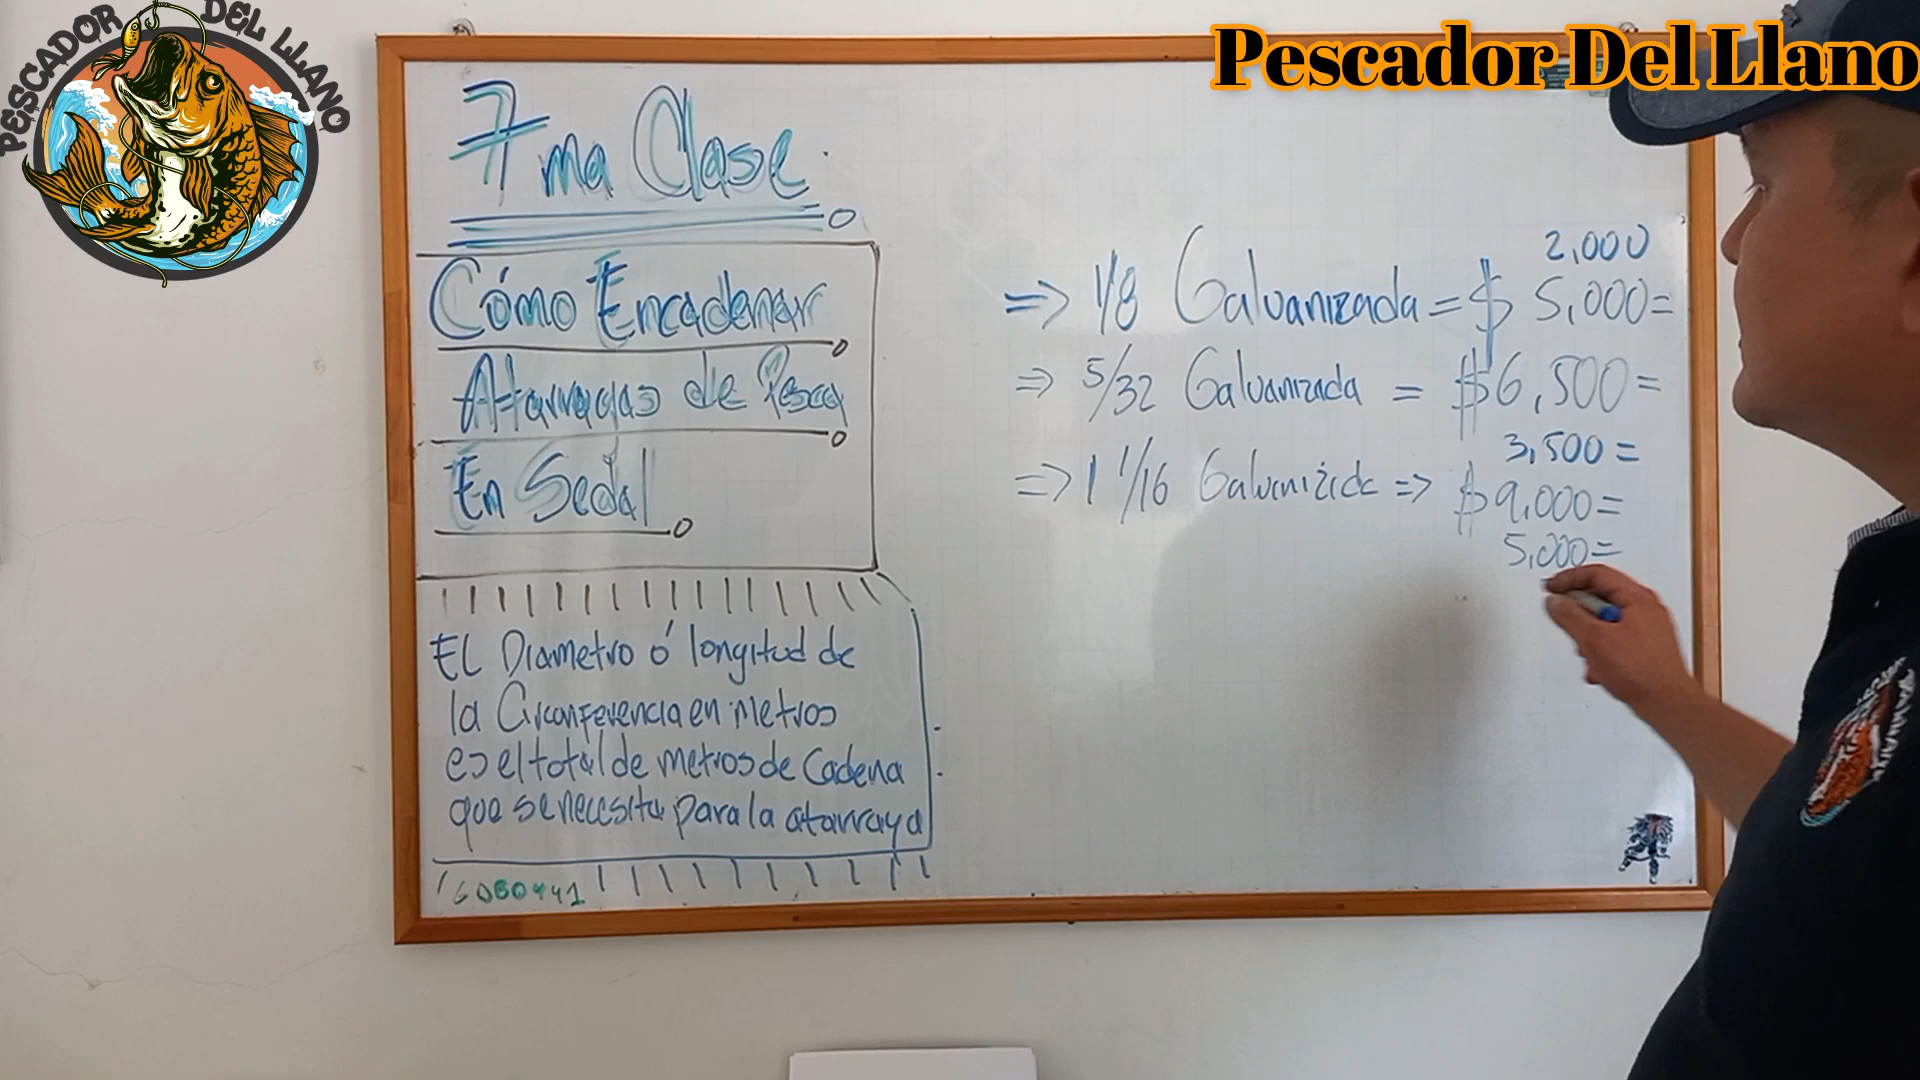 PESCADOR DEL LLANO
Pescador Del Llano
7ma Clase
Cómo Encadenar
Atarrayas de Pesca
En Sedal
EL Diametro ó longitud de
la Circonferencia en Metros
es el total de metros de Cadena
que se necesita para la atarraya
2,000
=> 1/8 Galvanizada = $ 5,000=
=> 5/32 Galvanizada = $6,500=
3,500=
=> 1 1/16 Galvanizada => $9,000=
5,000=